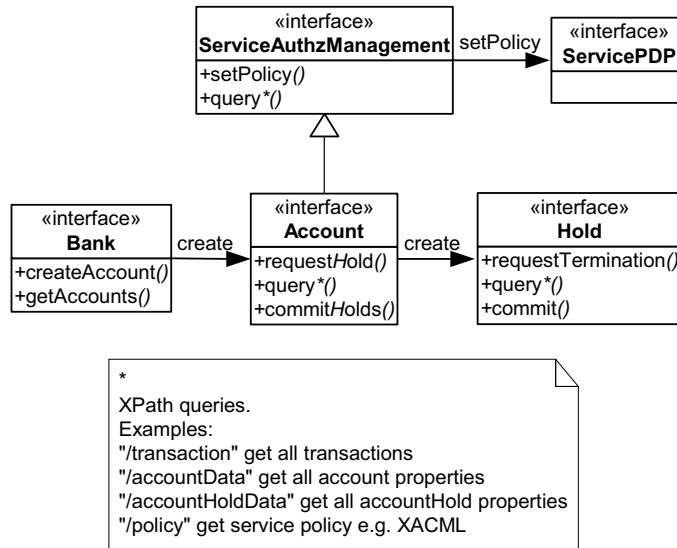 «interface»
ServiceAuthzManagement
+setPolicy()
+query*()
setPolicy
«interface»
ServicePDP
«interface»
Bank
+createAccount()
+getAccounts()
create
«interface»
Account
+requestHold()
+query*()
+commitHolds()
create
«interface»
Hold
+requestTermination()
+query*()
+commit()
*
XPath queries.
Examples:
"/transaction" get all transactions
"/accountData" get all account properties
"/accountHoldData" get all accountHold properties
"/policy" get service policy e.g. XACML